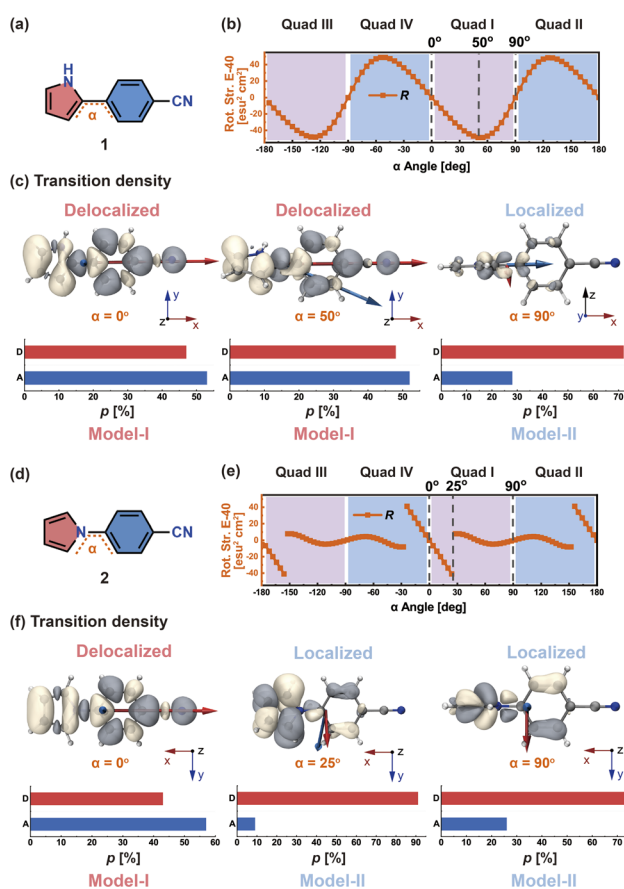 (a)
H
N
CN
α
1
(b)
Quad III Quad IV Quad I Quad II
0° 50° 90°
Rot. Str. E-40
[esu² cm²]
40
20
0
-20
-40
R
-180 -150 -120 -90 -60 -30 0 30 60 90 120 150 180
α Angle [deg]
(c) Transition density
Delocalized Delocalized Localized
α = 0° α = 50° α = 90°
y z x
y z x
z y x
D
A
0 10 20 30 40 50
p [%]
Model-I
D
A
0 10 20 30 40 50
p [%]
Model-I
D
A
0 10 20 30 40 50 60 70
p [%]
Model-II
(d)
N
CN
α
2
(e)
Quad III Quad IV Quad I Quad II
0° 25° 90°
Rot. Str. E-40
[esu² cm²]
40
20
0
-20
-40
R
-180 -150 -120 -90 -60 -30 0 30 60 90 120 150 180
α Angle [deg]
(f) Transition density
Delocalized Localized Localized
α = 0° α = 25° α = 90°
x z y
x z y
x z y
D
A
0 10 20 30 40 50 60
p [%]
Model-I
D
A
0 10 20 30 40 50 60 70 80 90
p [%]
Model-II
D
A
0 10 20 30 40 50 60 70
p [%]
Model-II